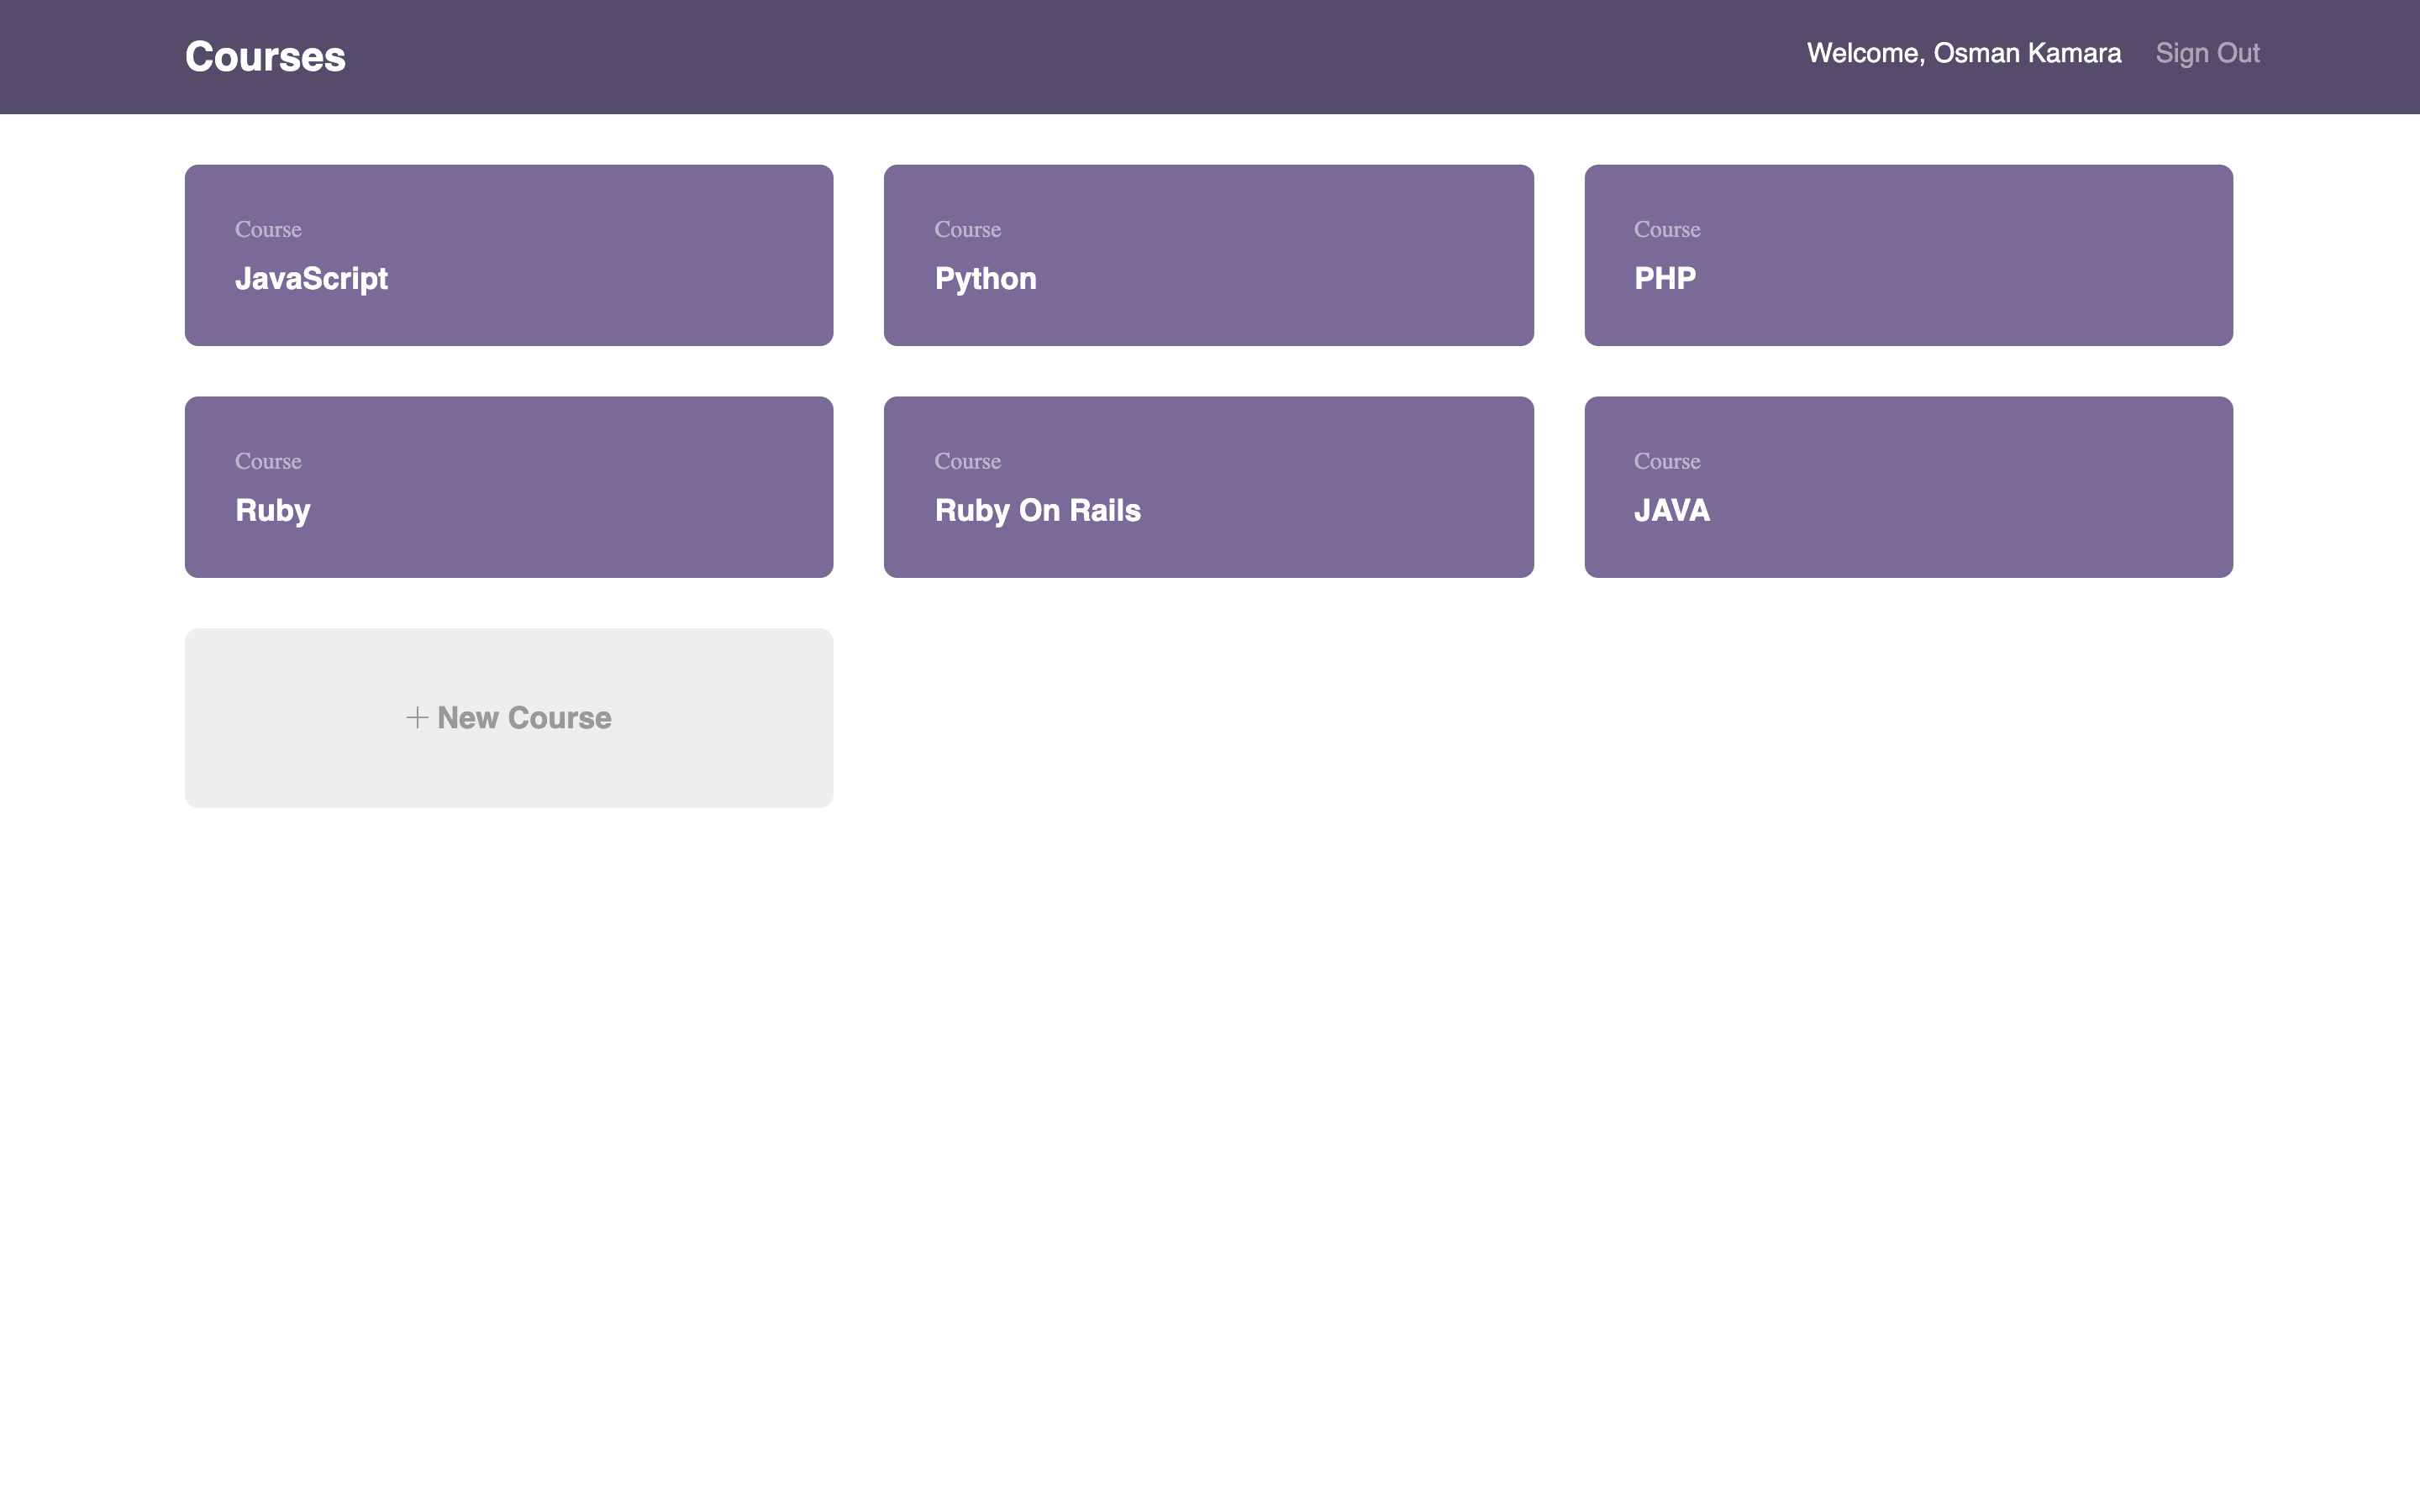 Courses
Welcome, Osman Kamara Sign Out
Course
JavaScript
Course
Python
Course
PHP
Course
Ruby
Course
Ruby On Rails
Course
JAVA
+ New Course